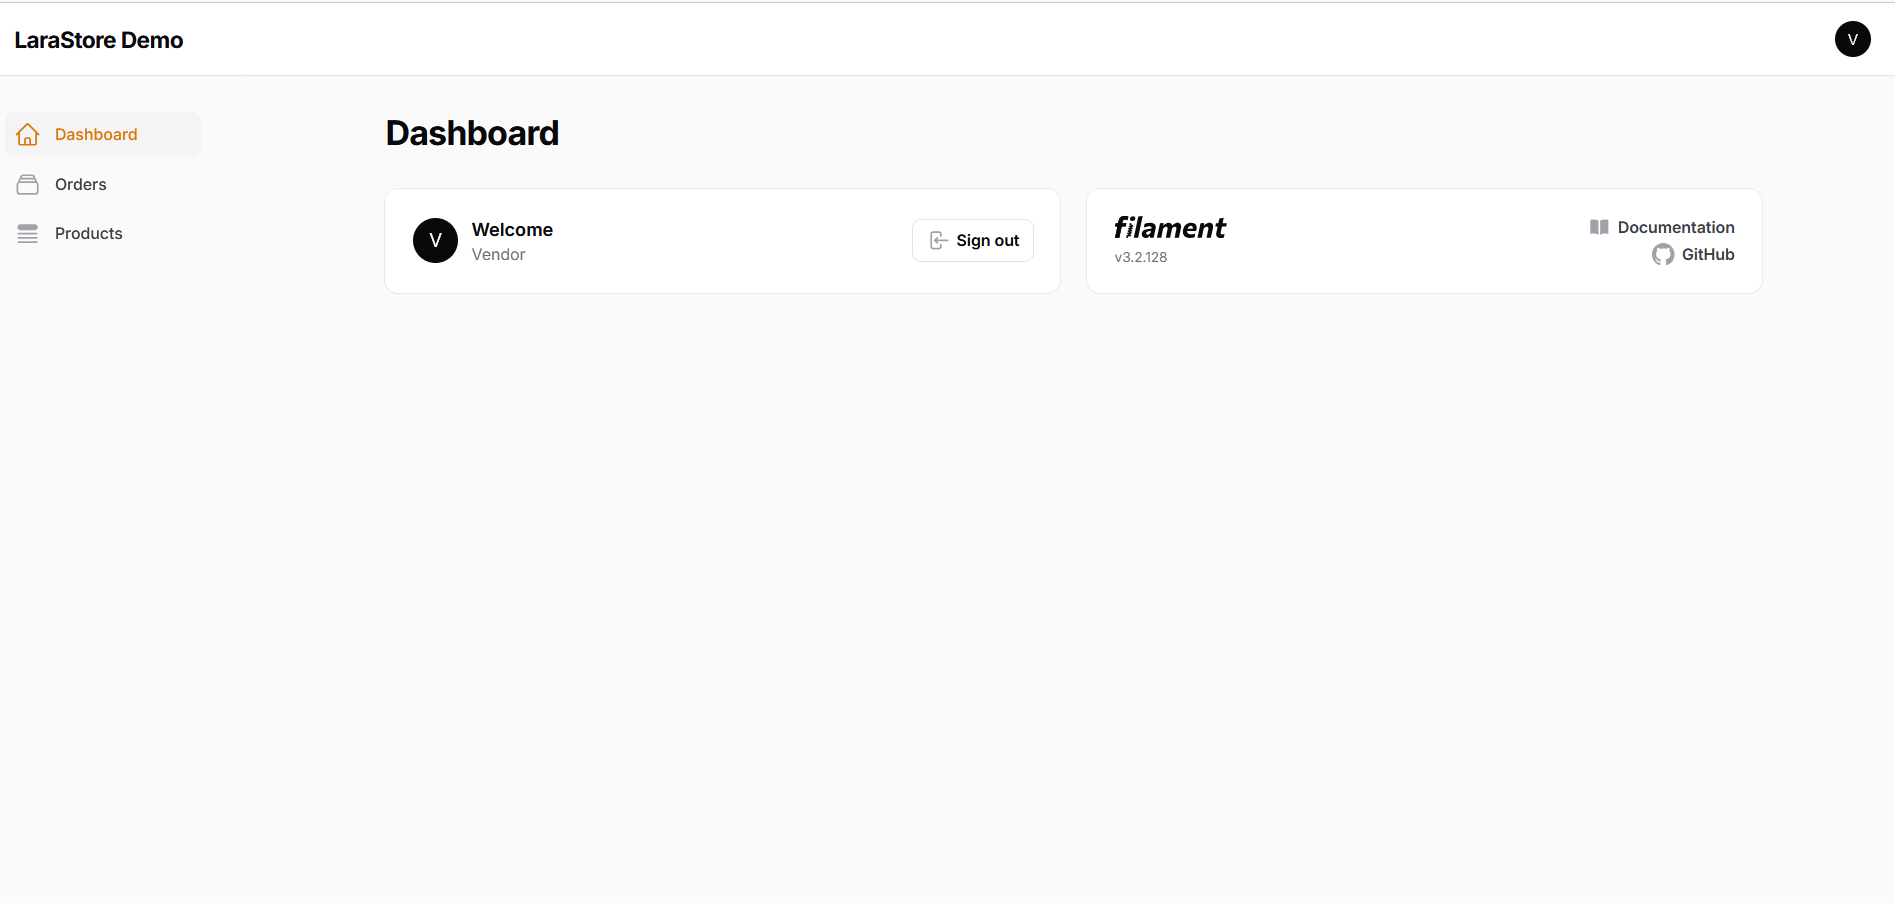 LaraStore Demo
V
Dashboard
Orders
Products
Dashboard
V
Welcome
Vendor
Sign out
filament
v3.2.128
Documentation
GitHub